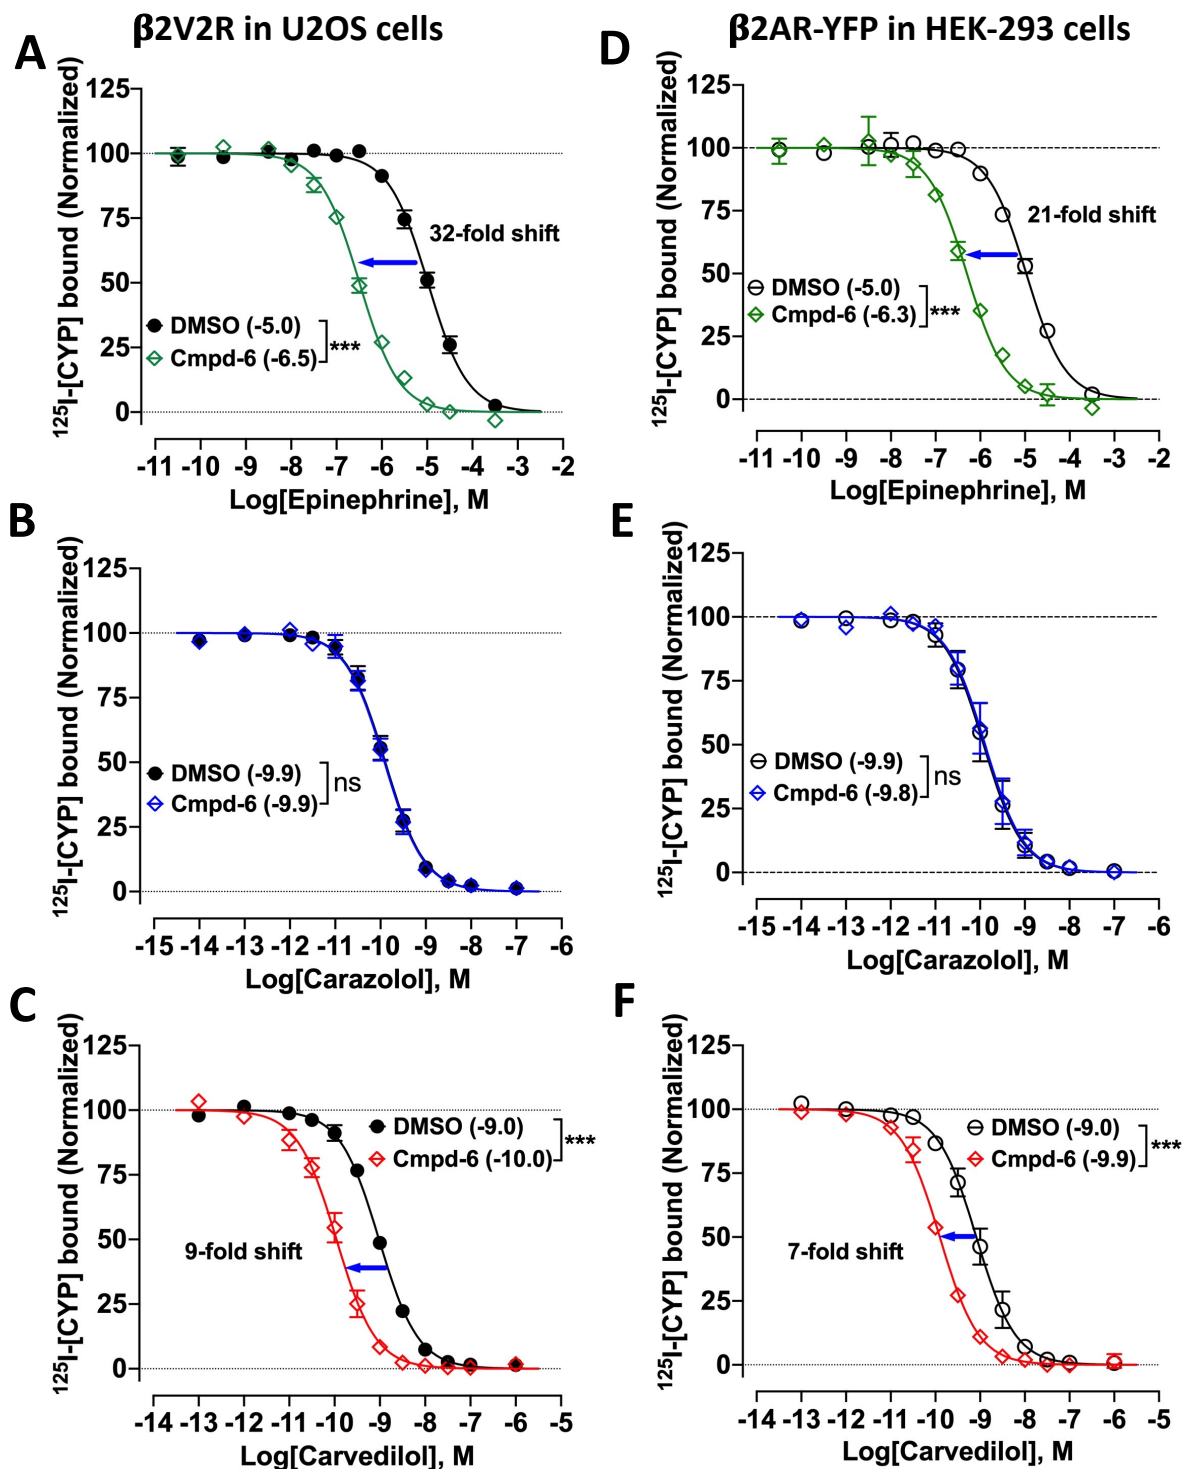 β2V2R in U2OS cells
β2AR-YFP in HEK-293 cells
A
125I-[CYP] bound (Normalized)
125
100
75
50
25
0
32-fold shift
DMSO (-5.0)
Cmpd-6 (-6.5)
***
-11 -10 -9 -8 -7 -6 -5 -4 -3 -2
Log[Epinephrine], M
D
125I-[CYP] bound (Normalized)
125
100
75
50
25
0
21-fold shift
DMSO (-5.0)
Cmpd-6 (-6.3)
***
-11 -10 -9 -8 -7 -6 -5 -4 -3 -2
Log[Epinephrine], M
B
125I-[CYP] bound (Normalized)
125
100
75
50
25
0
DMSO (-9.9)
Cmpd-6 (-9.9)
ns
-15 -14 -13 -12 -11 -10 -9 -8 -7 -6
Log[Carazolol], M
E
125I-[CYP] bound (Normalized)
125
100
75
50
25
0
DMSO (-9.9)
Cmpd-6 (-9.8)
ns
-15 -14 -13 -12 -11 -10 -9 -8 -7 -6
Log[Carazolol], M
C
125I-[CYP] bound (Normalized)
125
100
75
50
25
0
DMSO (-9.0)
Cmpd-6 (-10.0)
***
9-fold shift
-14 -13 -12 -11 -10 -9 -8 -7 -6 -5
Log[Carvedilol], M
F
125I-[CYP] bound (Normalized)
125
100
75
50
25
0
DMSO (-9.0)
Cmpd-6 (-9.9)
***
7-fold shift
-14 -13 -12 -11 -10 -9 -8 -7 -6 -5
Log[Carvedilol], M